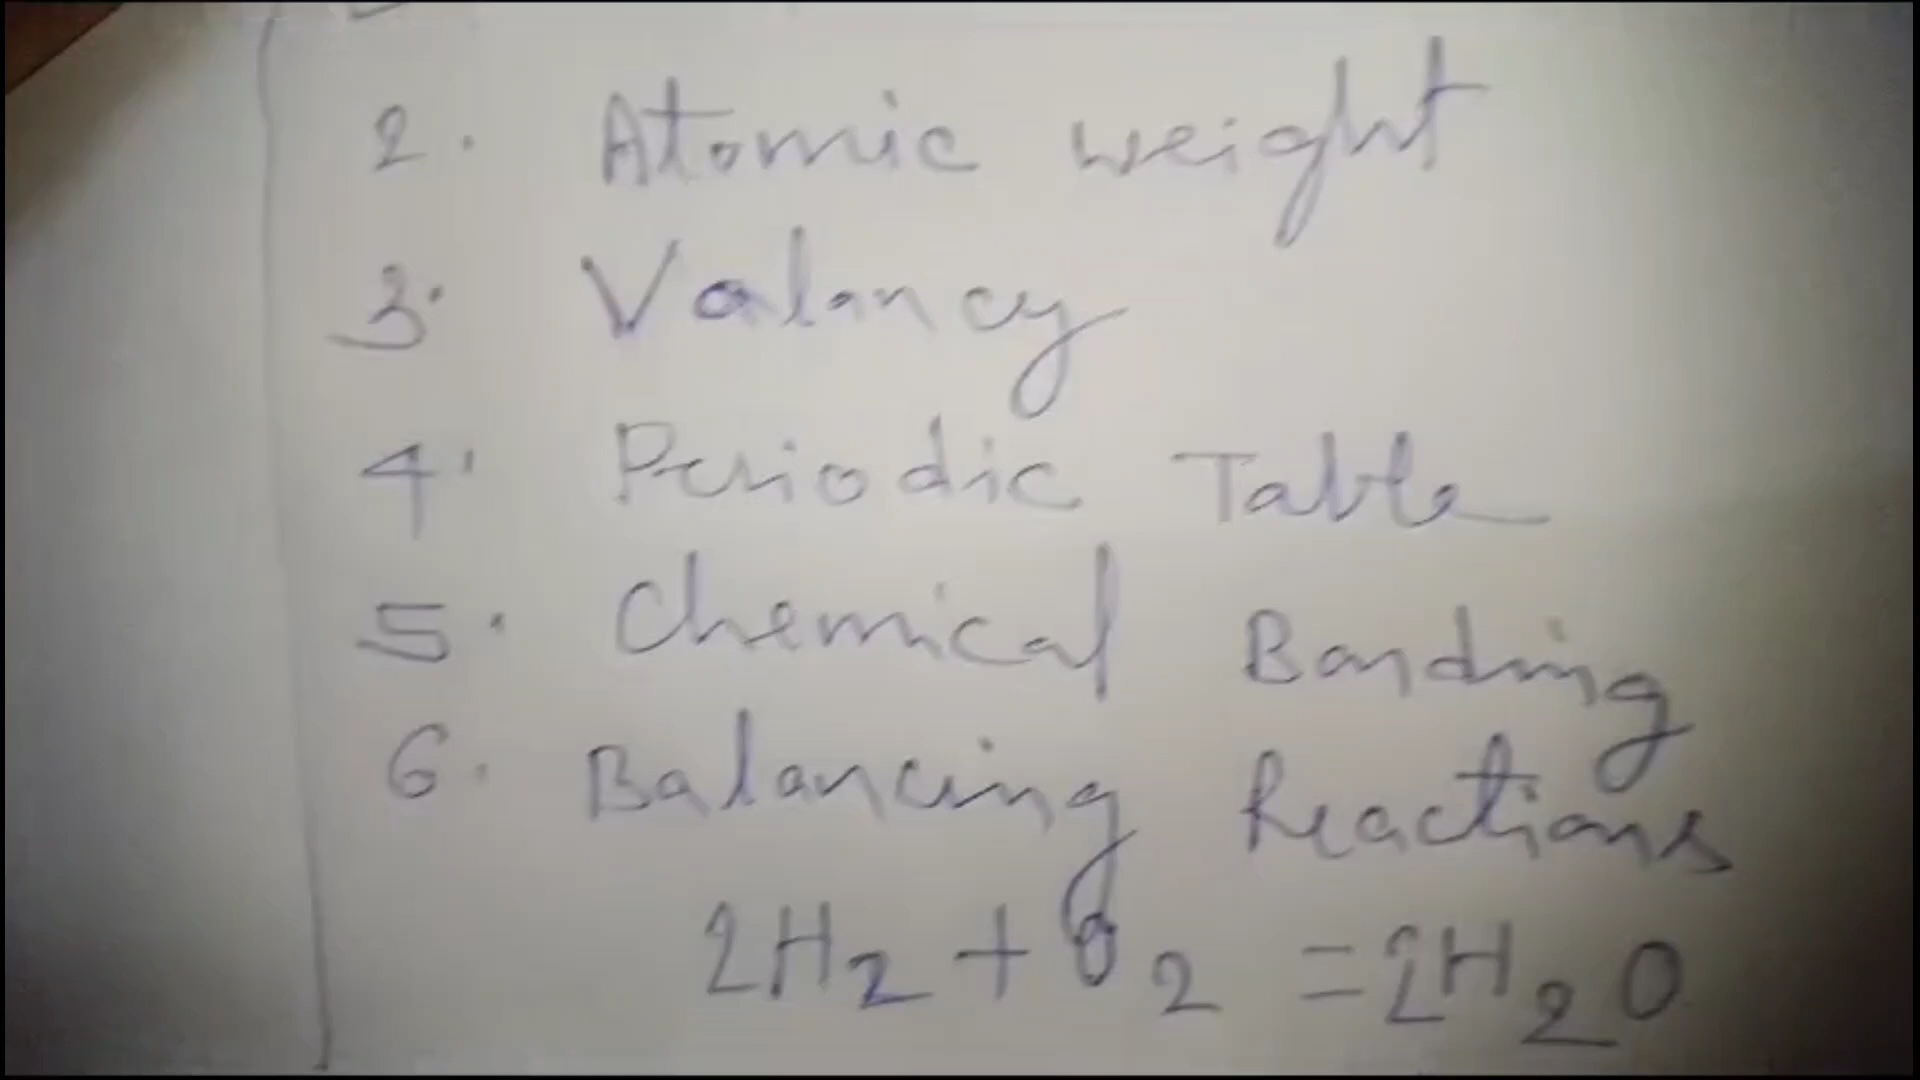 2. Atomic weight
3. Valancy
4. Periodic Table
5. Chemical Bonding
6. Balancing Reactions
2H₂ + O₂ = 2H₂O